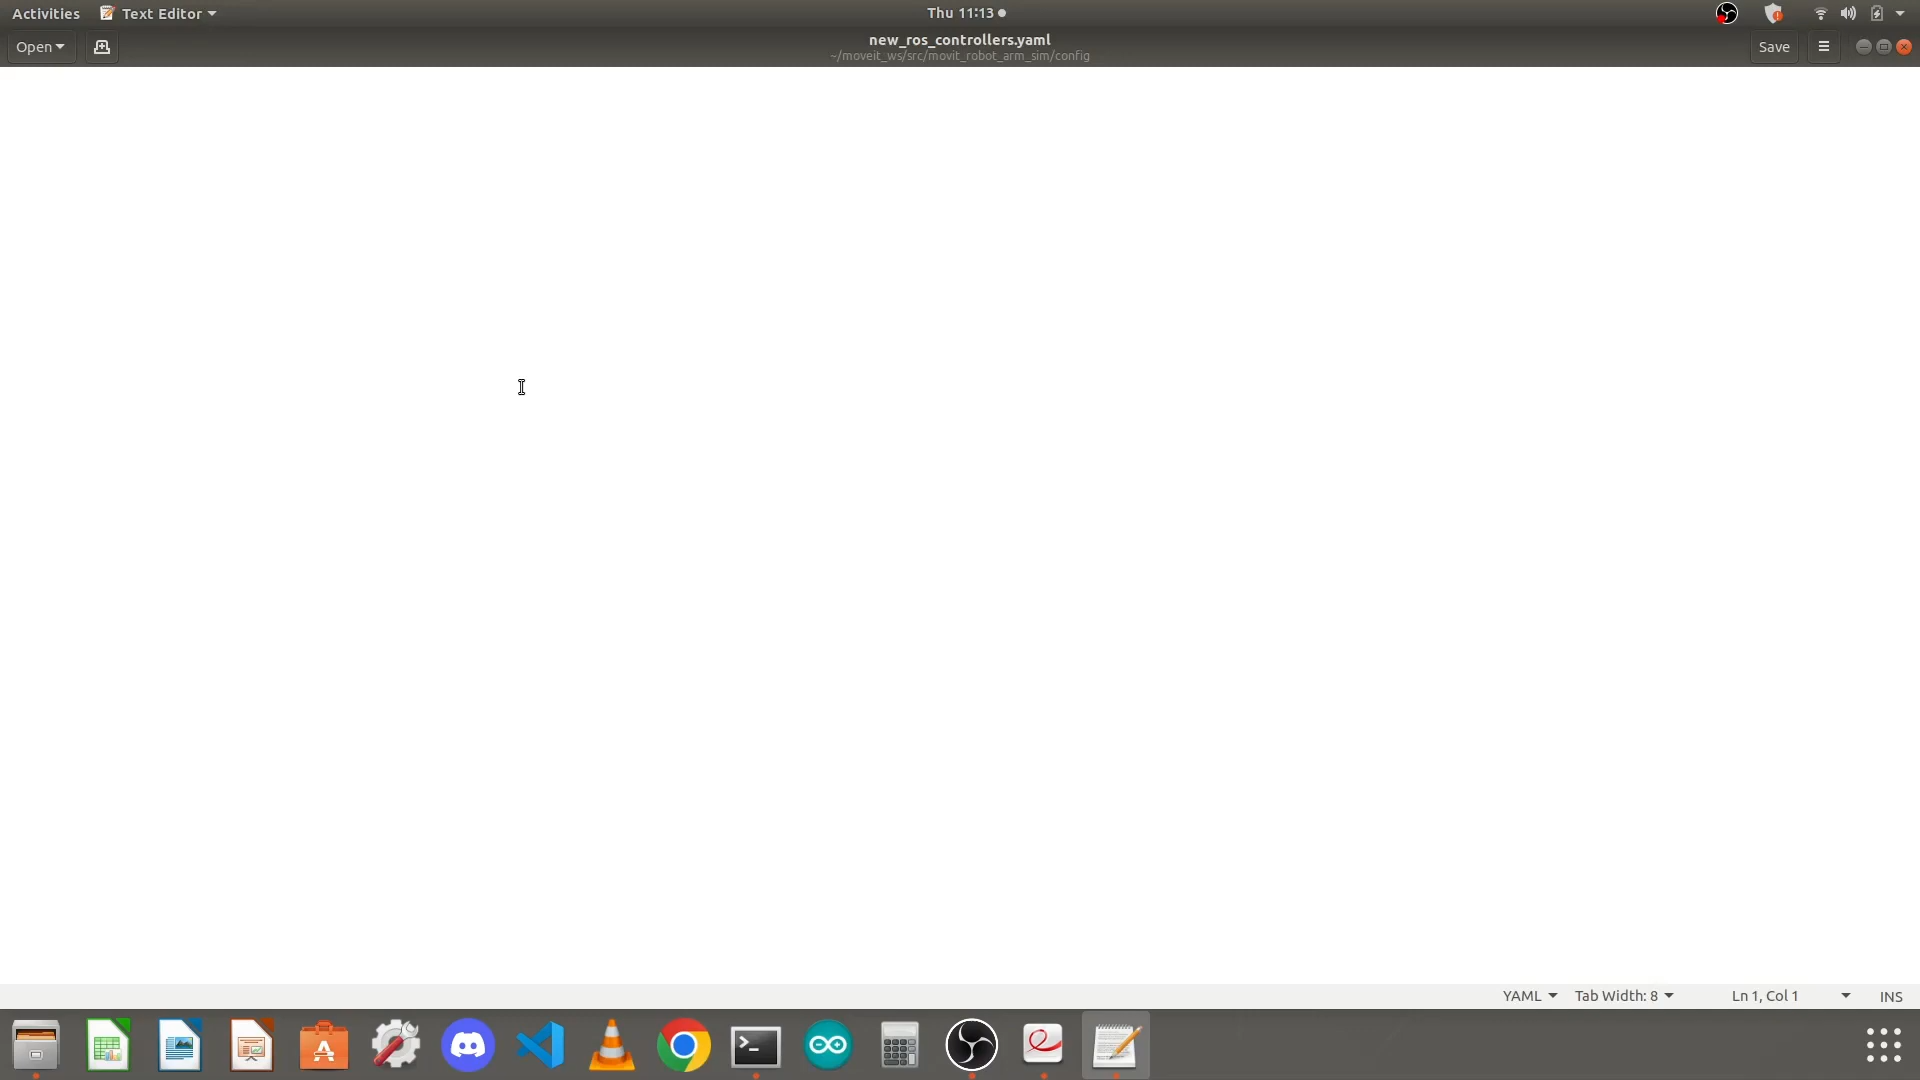 Activities Text Editor Thu 11:13
Open new_ros_controllers.yaml Save
~/moveit_ws/src/movit_robot_arm_sim/config
YAML Tab Width: 8 Ln 1, Col 1 INS